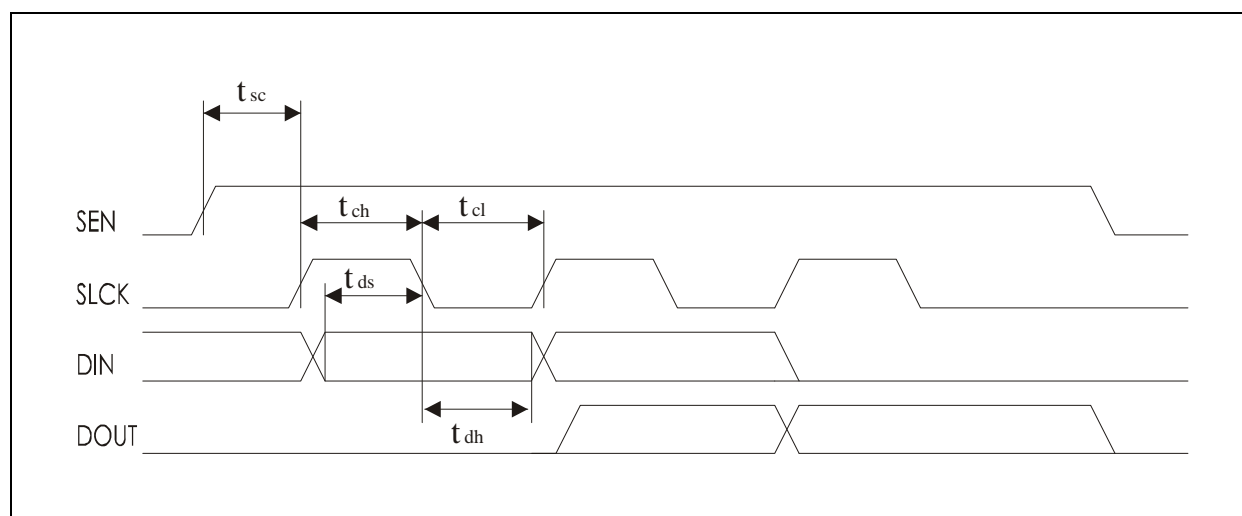 t sc
SEN
t ch
t cl
SLCK
t ds
DIN
DOUT
t dh